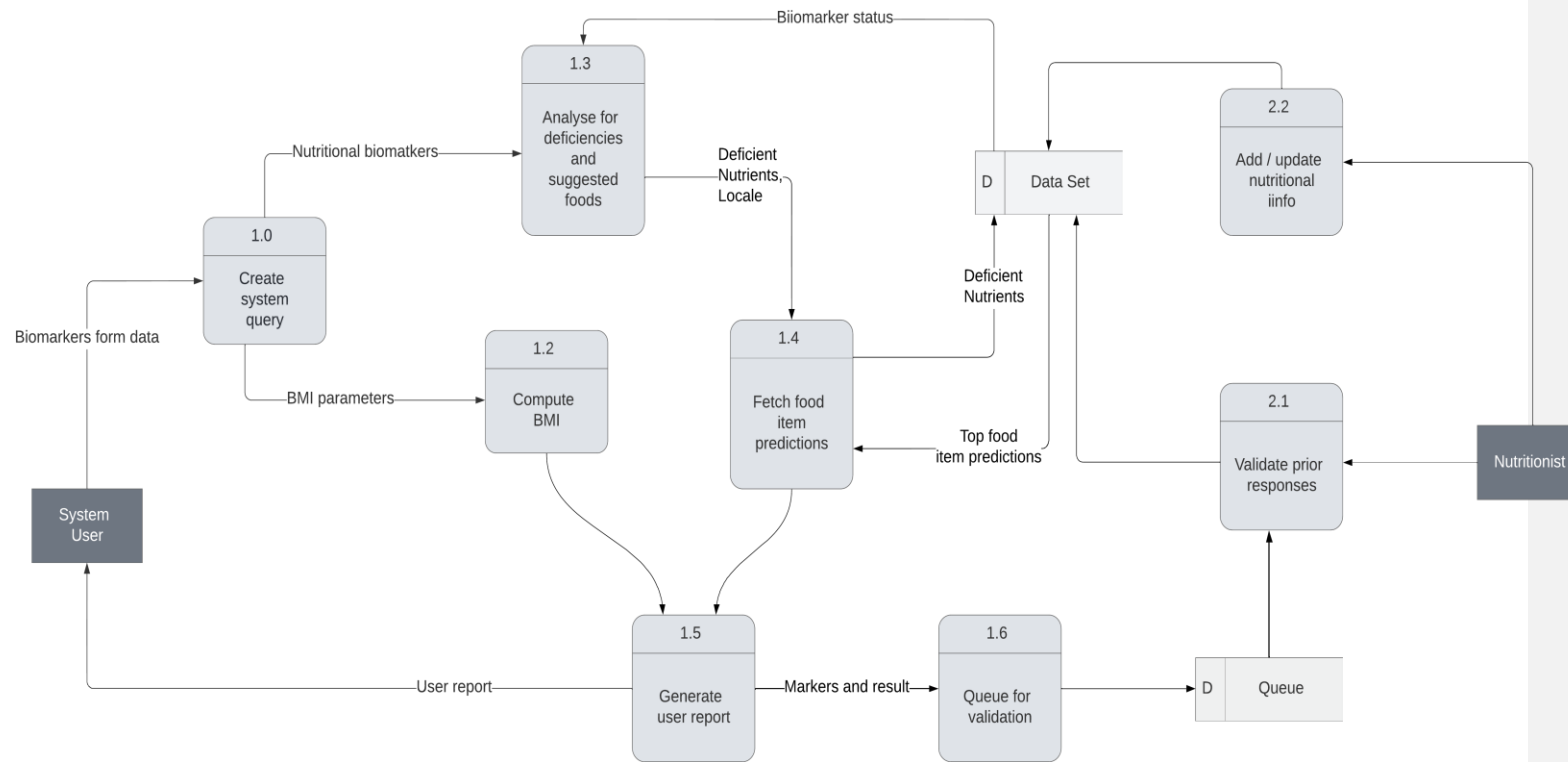 Biiomarker status
1.3
Analyse for
deficiencies
and
suggested
foods
2.2
Add / update
nutritional
iinfo
Nutritional biomatkers
Deficient
Nutrients,
Locale
D
Data Set
1.0
Create
system
query
Deficient
Nutrients
Biomarkers form data
1.2
Compute
BMI
1.4
Fetch food
item
predictions
BMI parameters
2.1
Validate prior
responses
Top food
item predictions
Nutritionist
System
User
1.5
Generate
user report
1.6
Queue for
validation
User report
Markers and result
D
Queue